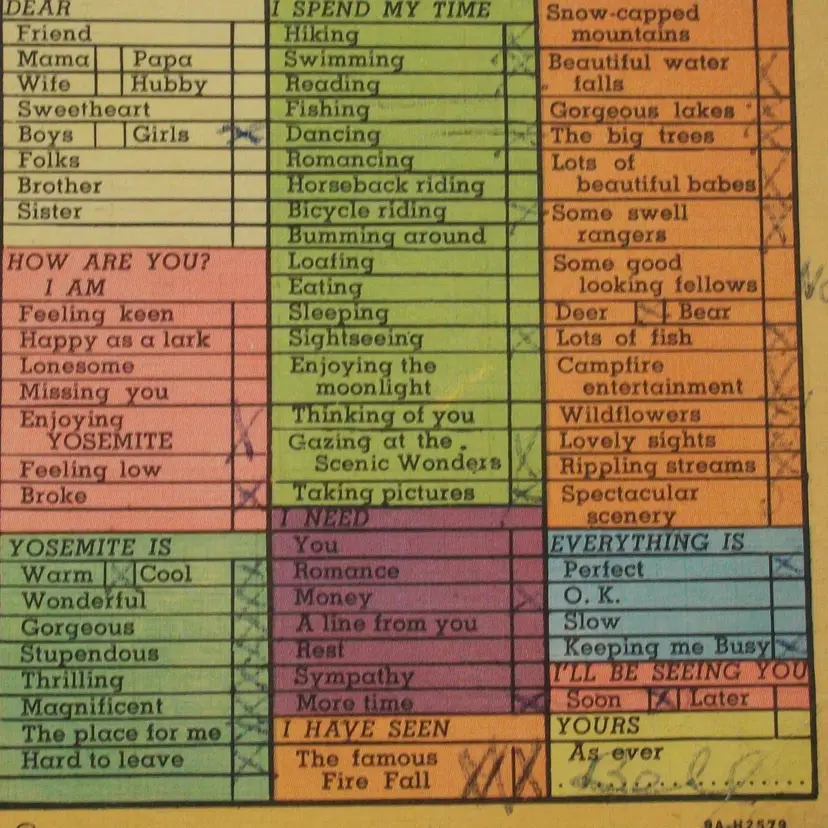 DEAR
Friend
Mama Papa
Wife Hubby
Sweetheart
Boys Girls
Folks
Brother
Sister
HOW ARE YOU?
I AM
Feeling keen
Happy as a lark
Lonesome
Missing you
Enjoying
YOSEMITE
Feeling low
Broke
YOSEMITE IS
Warm Cool
Wonderful
Gorgeous
Stupendous
Thrilling
Magnificent
The place for me
Hard to leave
I SPEND MY TIME
Hiking
Swimming
Reading
Fishing
Dancing
Romancing
Horseback riding
Bicycle riding
Bumming around
Loafing
Eating
Sleeping
Sightseeing
Enjoying the
moonlight
Thinking of you
Gazing at the
Scenic Wonders
Taking pictures
I NEED
You
Romance
Money
A line from you
Rest
Sympathy
More time
I HAVE SEEN
The famous
Fire Fall
Snow-capped
mountains
Beautiful water
falls
Gorgeous lakes
The big trees
Lots of
beautiful babes
Some swell
rangers
Some good
looking fellows
Deer Bear
Lots of fish
Campfire
entertainment
Wildflowers
Lovely sights
Rippling streams
Spectacular
scenery
EVERYTHING IS
Perfect
O. K.
Slow
Keeping me Busy
I'LL BE SEEING YOU
Soon Later
YOURS
As ever
9A-H2579